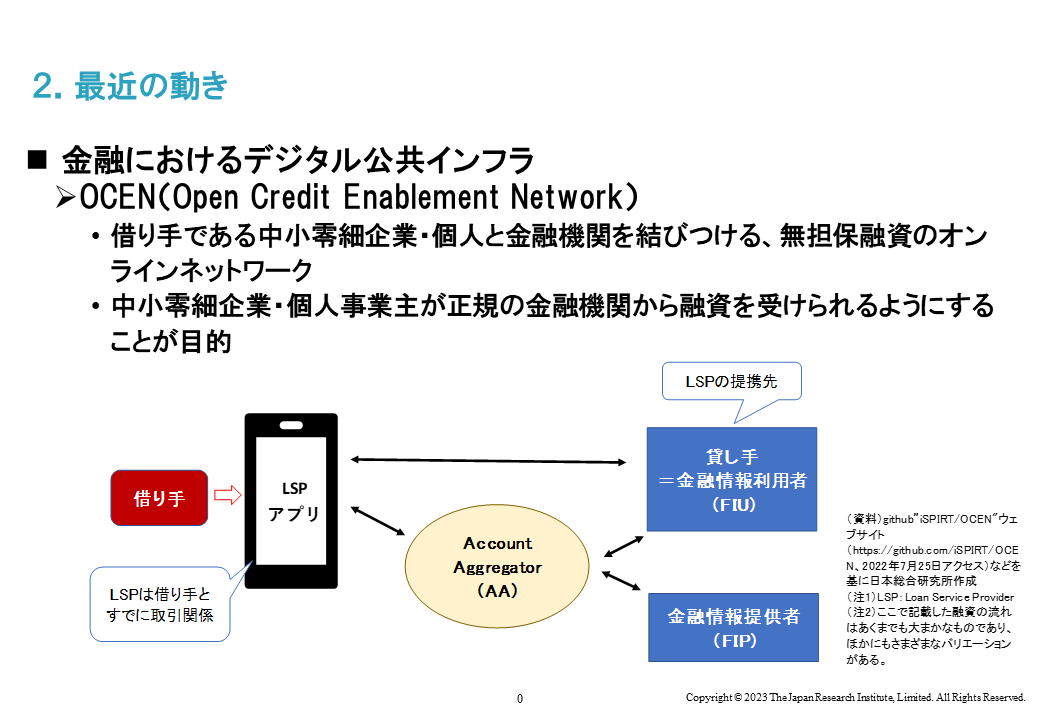 2．最近の動き
■ 金融におけるデジタル公共インフラ
➢OCEN（Open Credit Enablement Network）
• 借り手である中小零細企業・個人と金融機関を結びつける、無担保融資のオン
ラインネットワーク
• 中小零細企業・個人事業主が正規の金融機関から融資を受けられるようにする
ことが目的
LSPの提携先
借り手
LSP
アプリ
貸し手
＝金融情報利用者
（FIU）
Account
Aggregator
（AA）
LSPは借り手と
すでに取引関係
金融情報提供者
（FIP）
（資料）github”iSPIRT/OCEN”ウェ
ブサイト
（https://github.com/iSPIRT/OCE
N、2022年7月25日アクセス）などを
基に日本総合研究所作成
（注1）LSP：Loan Service Provider
（注2）ここで記載した融資の流れ
はあくまでも大まかなものであり、
ほかにもさまざまなバリエーション
がある。
0
Copyright © 2023 The Japan Research Institute, Limited. All Rights Reserved.